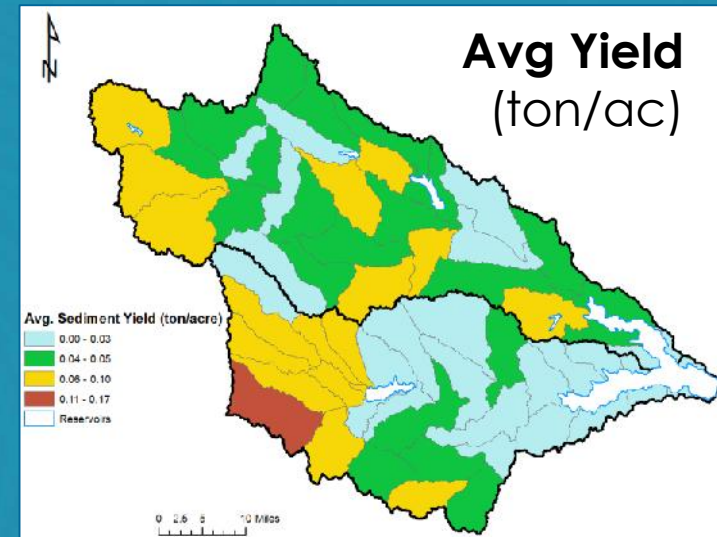 N
Avg Yield
(ton/ac)
Avg. Sediment Yield (ton/acre)
0.00 - 0.03
0.04 - 0.05
0.06 - 0.10
0.11 - 0.17
Reservoirs
0 2.5 5 10 Miles